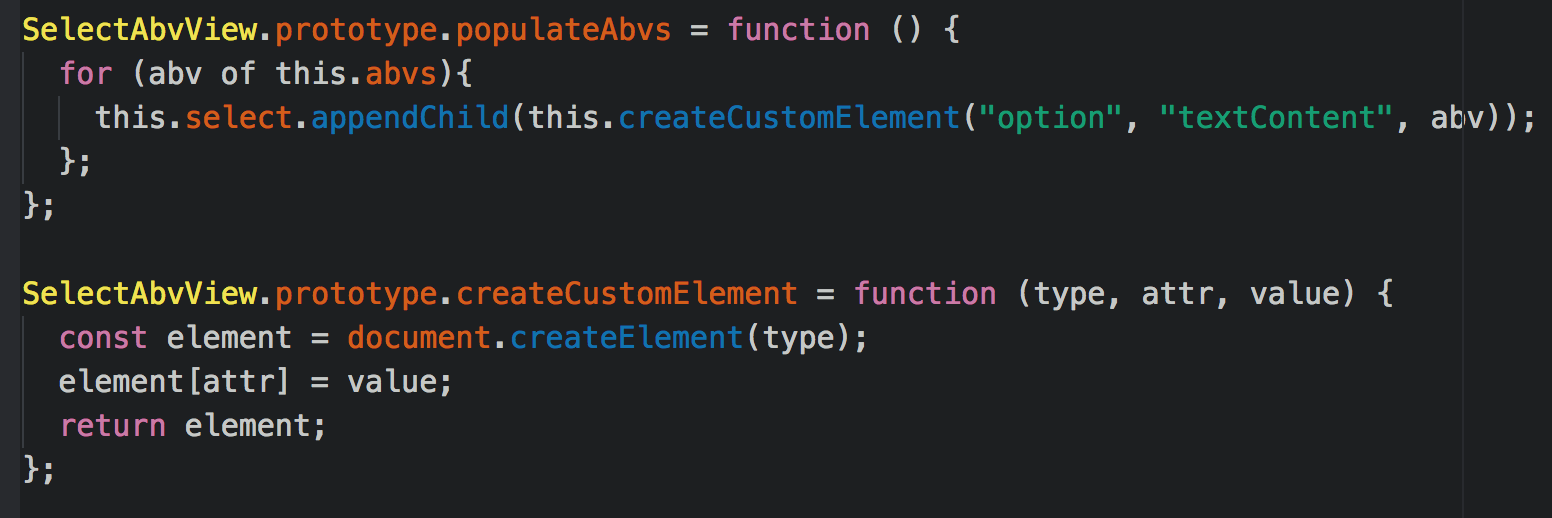 SelectAbvView.prototype.populateAbvs = function () {
  for (abv of this.abvs){
    this.select.appendChild(this.createCustomElement("option", "textContent", abv));
  };
};

SelectAbvView.prototype.createCustomElement = function (type, attr, value) {
  const element = document.createElement(type);
  element[attr] = value;
  return element;
};